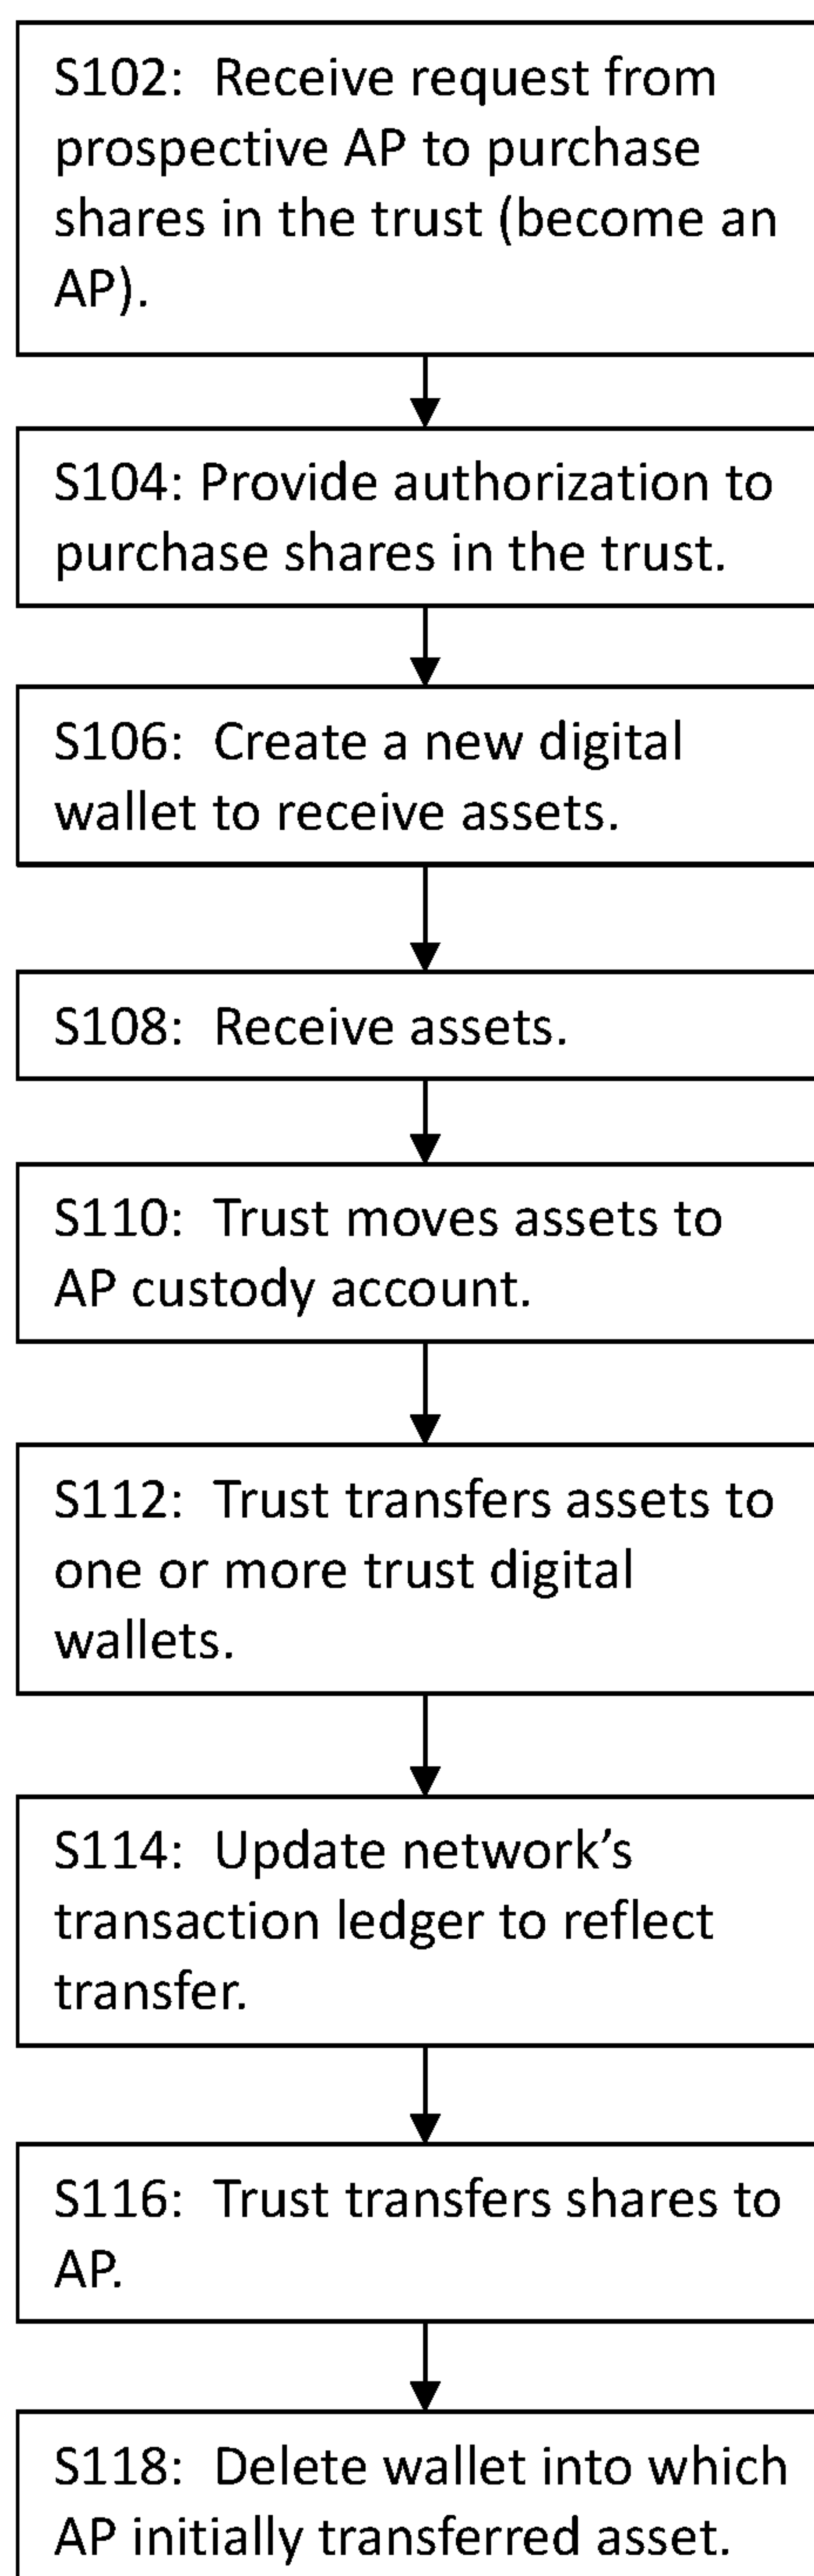 S102: Receive request from
prospective AP to purchase
shares in the trust (become an
AP).
S104: Provide authorization to
purchase shares in the trust.
S106: Create a new digital
wallet to receive assets.
S108: Receive assets.
S110: Trust moves assets to
AP custody account.
S112: Trust transfers assets to
one or more trust digital
wallets.
S114: Update network’s
transaction ledger to reflect
transfer.
S116: Trust transfers shares to
AP.
S118: Delete wallet into which
AP initially transferred asset.